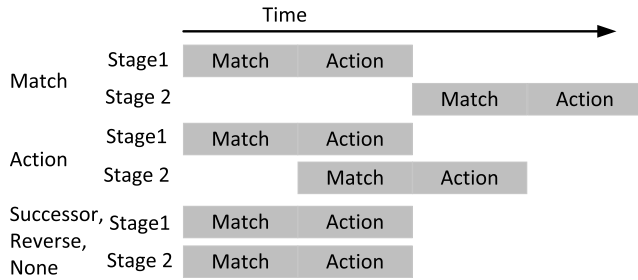 Time
Match
Stage1 Match Action
Stage 2 Match Action
Action
Stage1 Match Action
Stage 2 Match Action
Successor,
Reverse,
None
Stage1 Match Action
Stage 2 Match Action